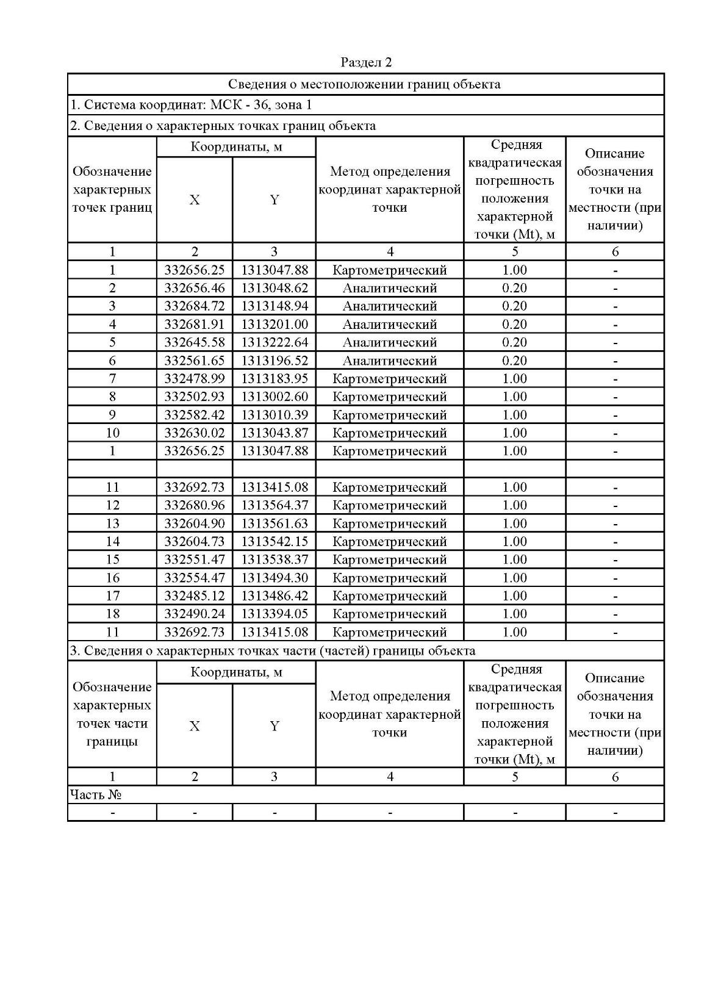 Раздел 2
Сведения о местоположении границ объекта
1. Система координат: МСК - 36, зона 1
2. Сведения о характерных точках границ объекта
Обозначение
характерных
точек границ
Координаты, м
X
Y
Метод определения
координат характерной
точки
Средняя
квадратическая
погрешность
положения
характерной
точки (Mt), м
Описание
обозначения
точки на
местности (при
наличии)
1 2 3 4 5 6
1 332656.25 1313047.88 Картометрический 1.00 -
2 332656.46 1313048.62 Аналитический 0.20 -
3 332684.72 1313148.94 Аналитический 0.20 -
4 332681.91 1313201.00 Аналитический 0.20 -
5 332645.58 1313222.64 Аналитический 0.20 -
6 332561.65 1313196.52 Аналитический 0.20 -
7 332478.99 1313183.95 Картометрический 1.00 -
8 332502.93 1313002.60 Картометрический 1.00 -
9 332582.42 1313010.39 Картометрический 1.00 -
10 332630.02 1313043.87 Картометрический 1.00 -
1 332656.25 1313047.88 Картометрический 1.00 -
11 332692.73 1313415.08 Картометрический 1.00 -
12 332680.96 1313564.37 Картометрический 1.00 -
13 332604.90 1313561.63 Картометрический 1.00 -
14 332604.73 1313542.15 Картометрический 1.00 -
15 332551.47 1313538.37 Картометрический 1.00 -
16 332554.47 1313494.30 Картометрический 1.00 -
17 332485.12 1313486.42 Картометрический 1.00 -
18 332490.24 1313394.05 Картометрический 1.00 -
11 332692.73 1313415.08 Картометрический 1.00 -
3. Сведения о характерных точках части (частей) границы объекта
Обозначение
характерных
точек части
границы
Координаты, м
X
Y
Метод определения
координат характерной
точки
Средняя
квадратическая
погрешность
положения
характерной
точки (Mt), м
Описание
обозначения
точки на
местности (при
наличии)
1 2 3 4 5 6
Часть №
- - - - - -